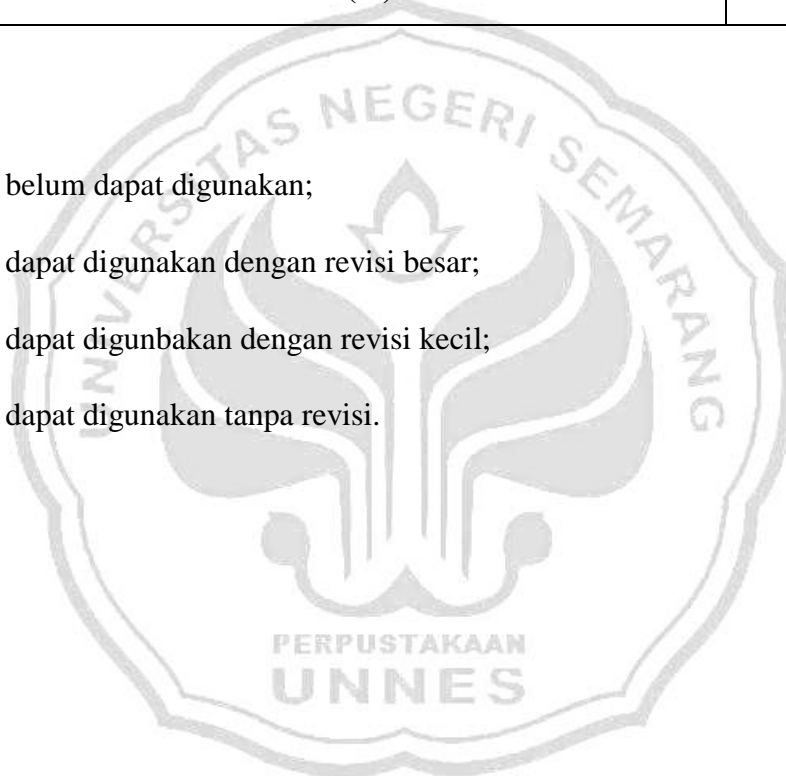 UNIVERSITAS NEGERI SEMARANG
belum dapat digunakan;
dapat digunakan dengan revisi besar;
dapat digunbakan dengan revisi kecil;
dapat digunakan tanpa revisi.
PERPUSTAKAAN
UNNES